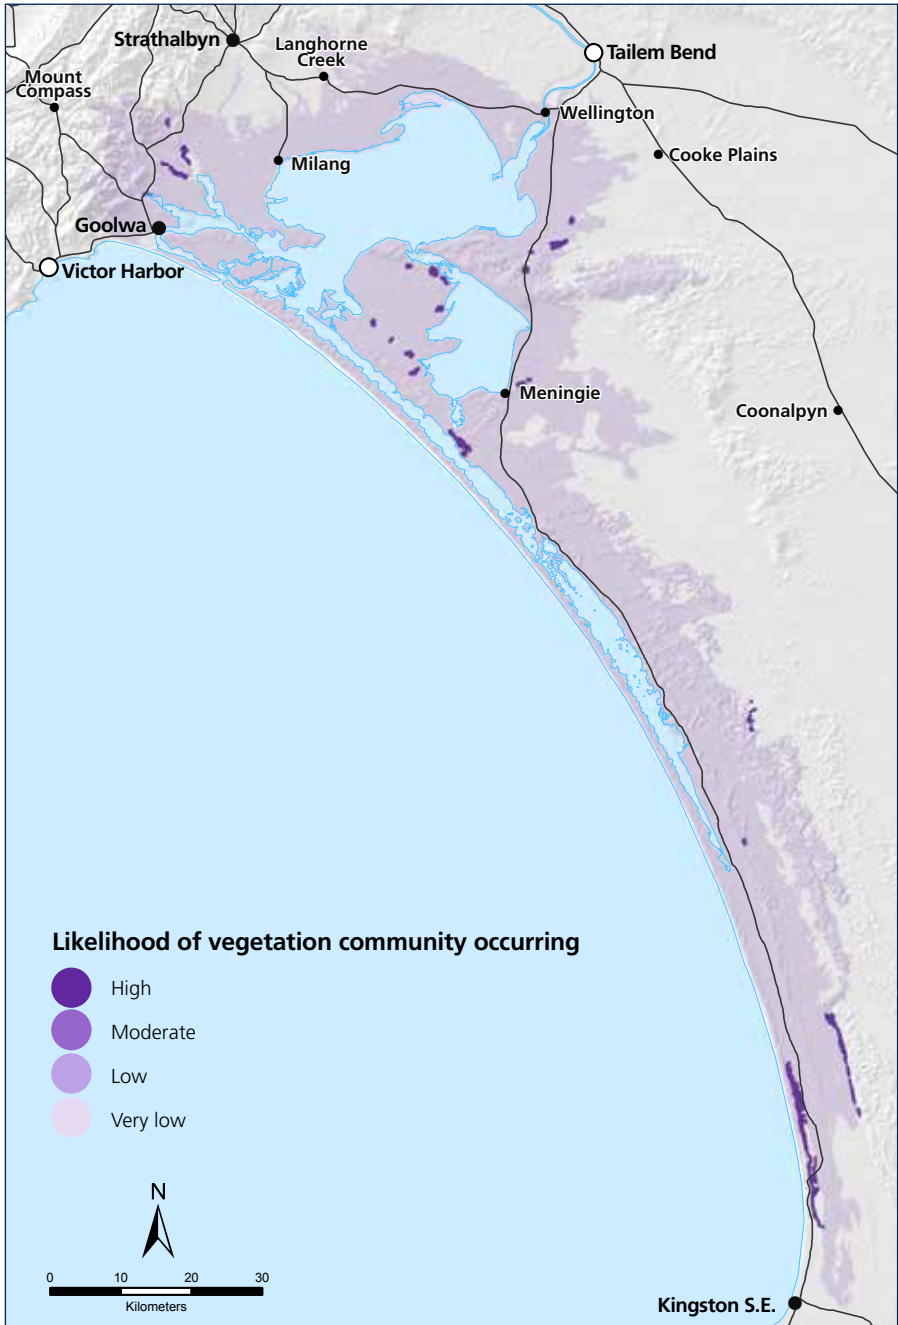 Strathalbyn
Langhorne
Creek
Tailem Bend
Mount
Compass
Wellington
Milang
Cooke Plains
Goolwa
Victor Harbor
Meningie
Coonalpyn
Likelihood of vegetation community occurring
High
Moderate
Low
Very low
N
0 10 20 30
Kilometers
Kingston S.E.